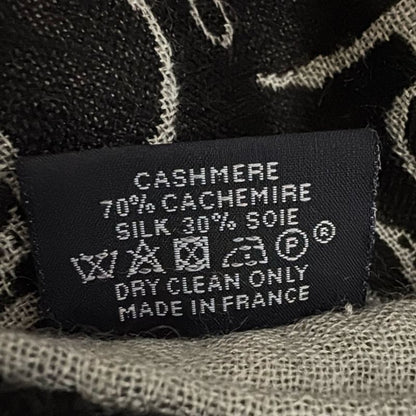 CASHMERE
70% CACHEMIRE
SILK 30% SOIE
P ®
DRY CLEAN ONLY
MADE IN FRANCE